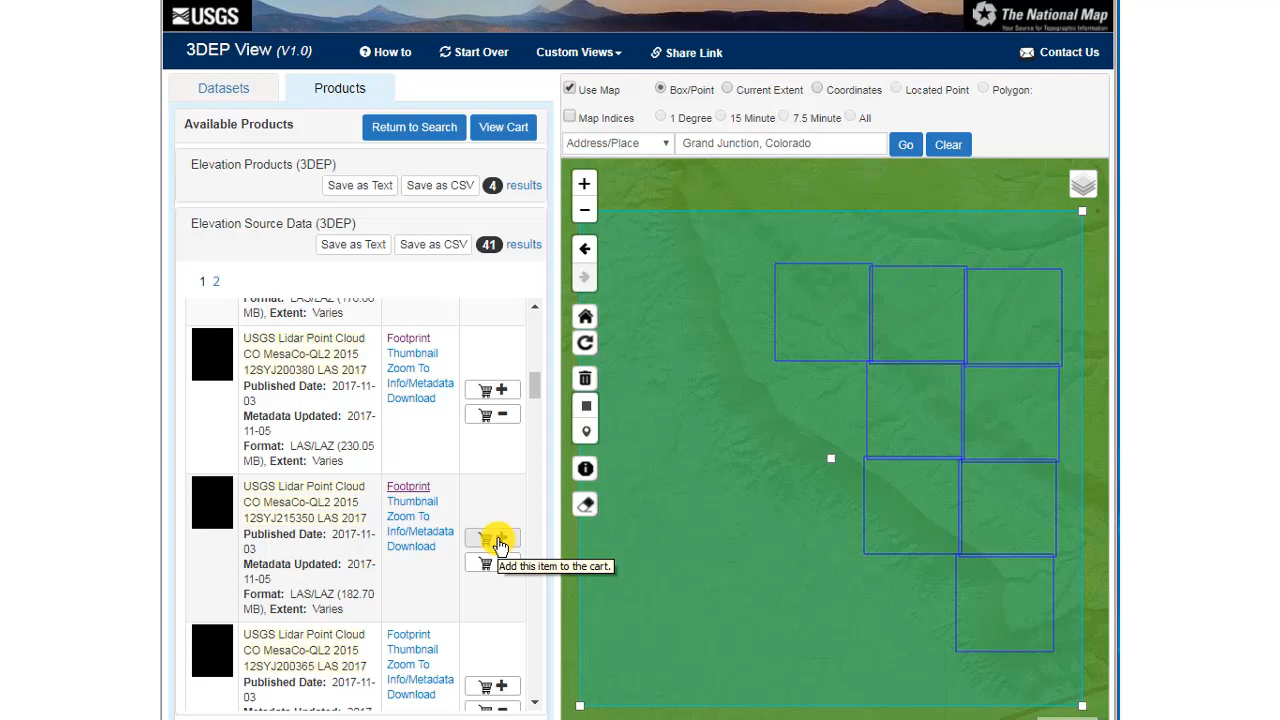 USGS
The National Map
Your Source for Topographic Information
3DEP View (V1.0)
How to
Start Over
Custom Views
Share Link
Contact Us
Datasets
Products
Use Map
Box/Point
Current Extent
Coordinates
Located Point
Polygon:
Map Indices
1 Degree
15 Minute
7.5 Minute
All
Address/Place
Grand Junction, Colorado
Go
Clear
Available Products
Return to Search
View Cart
Elevation Products (3DEP)
Save as Text
Save as CSV
4 results
Elevation Source Data (3DEP)
Save as Text
Save as CSV
41 results
1 2
MB), Extent: Varies
USGS Lidar Point Cloud
CO MesaCo-QL2 2015
12SYJ200380 LAS 2017
Published Date: 2017-11-
03
Metadata Updated: 2017-
11-05
Format: LAS/LAZ (230.05
MB), Extent: Varies
Footprint
Thumbnail
Zoom To
Info/Metadata
Download
USGS Lidar Point Cloud
CO MesaCo-QL2 2015
12SYJ215350 LAS 2017
Published Date: 2017-11-
03
Metadata Updated: 2017-
11-05
Format: LAS/LAZ (182.70
MB), Extent: Varies
Footprint
Thumbnail
Zoom To
Info/Metadata
Download
Add this item to the cart.
USGS Lidar Point Cloud
CO MesaCo-QL2 2015
12SYJ200365 LAS 2017
Published Date: 2017-11-
03
Footprint
Thumbnail
Zoom To
Info/Metadata
Download